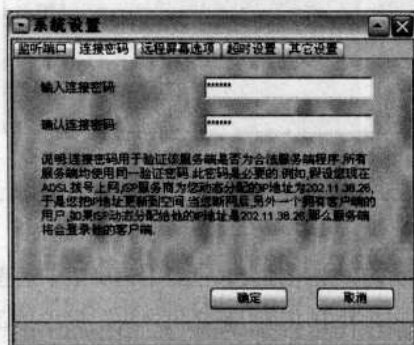 系统设置
监听端口 连接密码 远程屏幕选项 超时设置 其它设置
输入连接密码 ******
确认连接密码 ******
说明:连接密码用于验证该服务端是否为合法服务端程序.所有
服务端均使用同一验证密码.此密码是必要的.例如,假设您现在
ADSL拨号上网,ISP服务商为您动态分配的IP地址为202.11.38.26,
于是您把IP地址更新到空间.当您断网后,另外一个拥有客户端的
用户,如果ISP动态分配给他的IP地址是202.11.38.26,那么服务端
将会登录他的客户端.
确定 取消